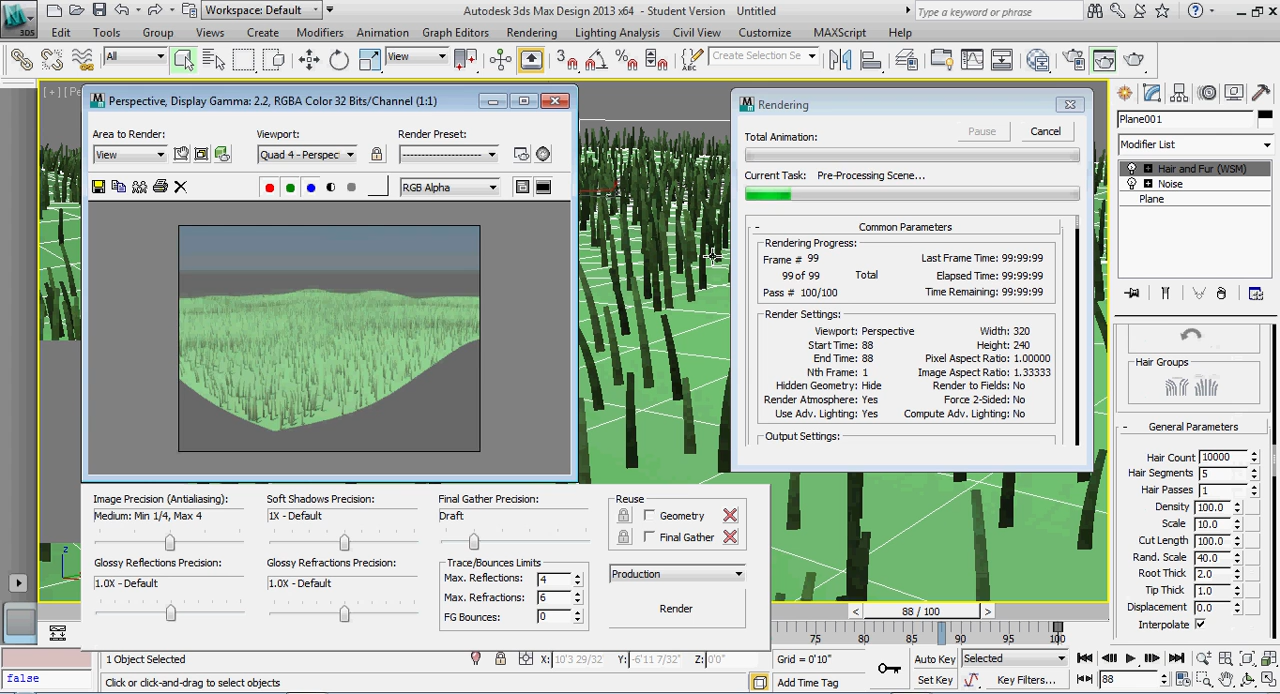 Workspace: Default
Autodesk 3ds Max Design 2013 x64 - Student Version Untitled
Type a keyword or phrase
3DS
Edit Tools Group Views Create Modifiers Animation Graph Editors Rendering Lighting Analysis Civil View Customize MAXScript Help
All
View
3
Create Selection Se
[+] [Pe
Perspective, Display Gamma: 2.2, RGBA Color 32 Bits/Channel (1:1)
Area to Render: Viewport: Render Preset:
View Quad 4 - Perspec
RGB Alpha
Rendering
Total Animation: Pause Cancel
Current Task: Pre-Processing Scene...
- Common Parameters
Rendering Progress:
Frame # 99 Last Frame Time: 99:99:99
99 of 99 Total Elapsed Time: 99:99:99
Pass # 100/100 Time Remaining: 99:99:99
Render Settings:
Viewport: Perspective Width: 320
Start Time: 88 Height: 240
End Time: 88 Pixel Aspect Ratio: 1.00000
Nth Frame: 1 Image Aspect Ratio: 1.33333
Hidden Geometry: Hide Render to Fields: No
Render Atmosphere: Yes Force 2-Sided: No
Use Adv. Lighting: Yes Compute Adv. Lighting: No
Output Settings:
Plane001
Modifier List
Hair and Fur (WSM)
Noise
Plane
Hair Groups
- General Parameters
Hair Count 10000
Hair Segments 5
Hair Passes 1
Density 100.0
Scale 10.0
Cut Length 100.0
Rand. Scale 40.0
Root Thick 2.0
Tip Thick 1.0
Displacement 0.0
Interpolate
Image Precision (Antialiasing): Soft Shadows Precision: Final Gather Precision: Reuse
Medium: Min 1/4, Max 4 1X - Default Draft Geometry
Final Gather
Glossy Reflections Precision: Glossy Refractions Precision: Trace/Bounces Limits
1.0X - Default 1.0X - Default Max. Reflections: 4
Max. Refractions: 6
FG Bounces: 0
Production
Render
z
< 88 / 100 >
75 80 85 90 95 100
1 Object Selected X: 10'3 29/32 Y: -6'11 7/32" Z: 0'0" Grid = 0'10" Auto Key Selected
false Click or click-and-drag to select objects Add Time Tag Set Key Key Filters... 88